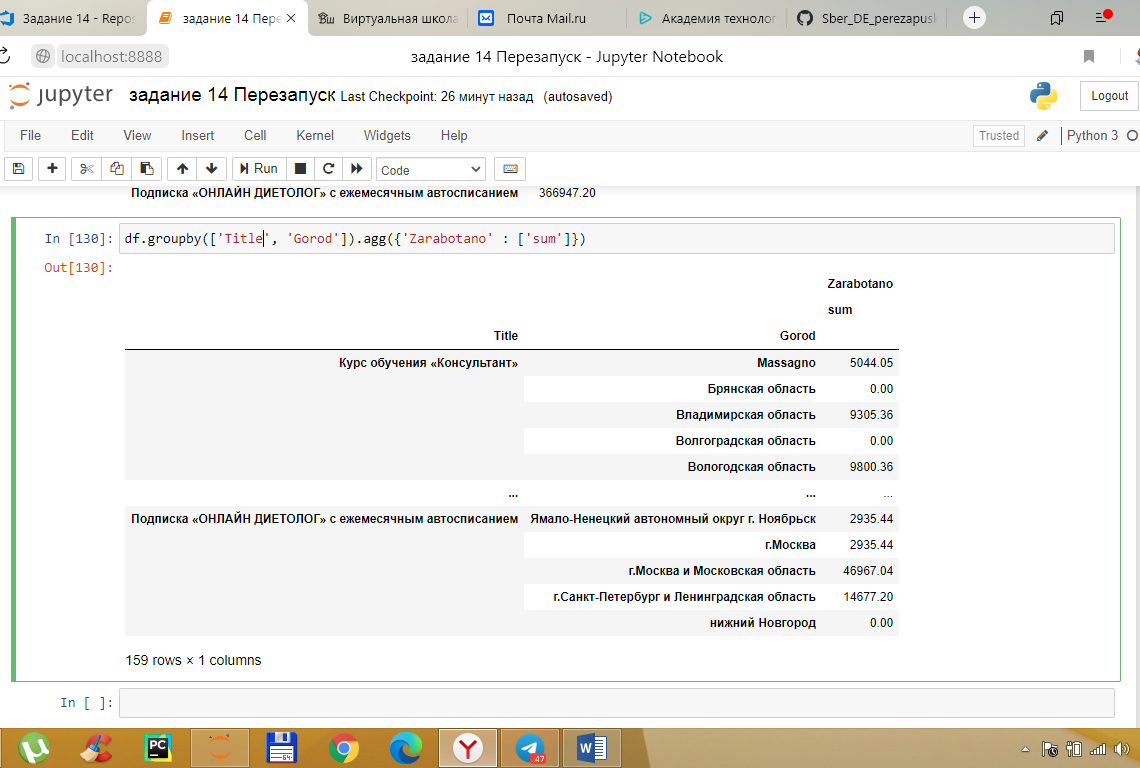 Задание 14 - Repos
задание 14 Пере
Виртуальная школа
Почта Mail.ru
Академия технолог
Sber_DE_perezapusk
localhost:8888
задание 14 Перезапуск - Jupyter Notebook
jupyter задание 14 Перезапуск Last Checkpoint: 26 минут назад (autosaved)
Logout
File Edit View Insert Cell Kernel Widgets Help
Trusted Python 3
Run Code
Подписка «ОНЛАЙН ДИЕТОЛОГ» с ежемесячным автосписанием 366947.20
In [130]: df.groupby(['Title', 'Gorod']).agg({'Zarabotano' : ['sum']})
Out[130]:
Zarabotano
sum
Title Gorod
Курс обучения «Консультант» Massagno 5044.05
Брянская область 0.00
Владимирская область 9305.36
Волгоградская область 0.00
Вологодская область 9800.36
... ... ...
Подписка «ОНЛАЙН ДИЕТОЛОГ» с ежемесячным автосписанием Ямало-Ненецкий автономный округ г. Ноябрьск 2935.44
г.Москва 2935.44
г.Москва и Московская область 46967.04
г.Санкт-Петербург и Ленинградская область 14677.20
нижний Новгород 0.00
159 rows × 1 columns
In [ ]:
PC
64
Y
.47
W